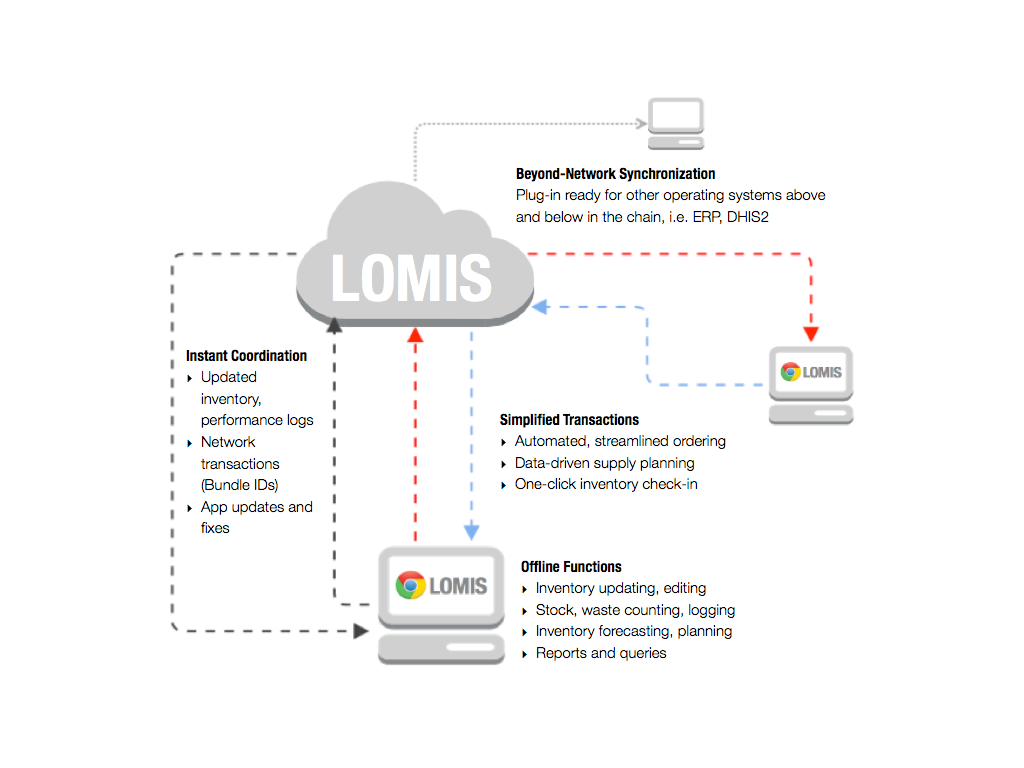 Beyond-Network Synchronization
Plug-in ready for other operating systems above
and below in the chain, i.e. ERP, DHIS2
LOMIS
LOMIS
Instant Coordination
Updated
inventory,
performance logs
Network
transactions
(Bundle IDs)
App updates and
fixes
Simplified Transactions
Automated, streamlined ordering
Data-driven supply planning
One-click inventory check-in
LOMIS
Offline Functions
Inventory updating, editing
Stock, waste counting, logging
Inventory forecasting, planning
Reports and queries